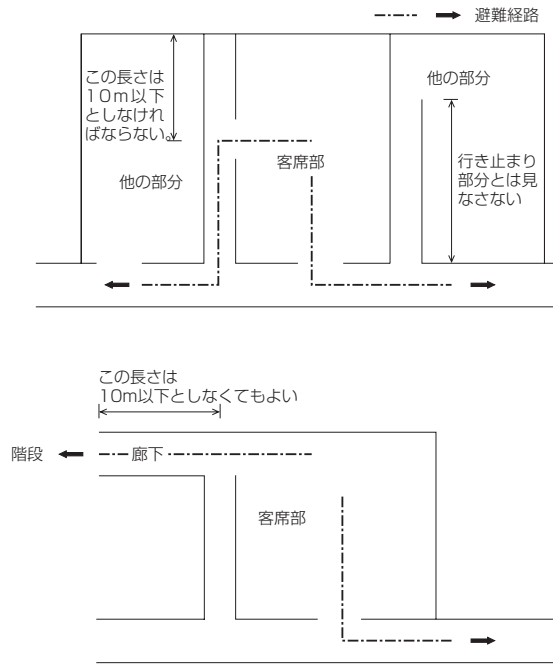 避難経路
この長さは
10m以下
としなけれ
ばならない。
他の部分
他の部分
客席部
行き止まり
部分とは見
なさない
この長さは
10m以下としなくてもよい
階段
廊下
客席部